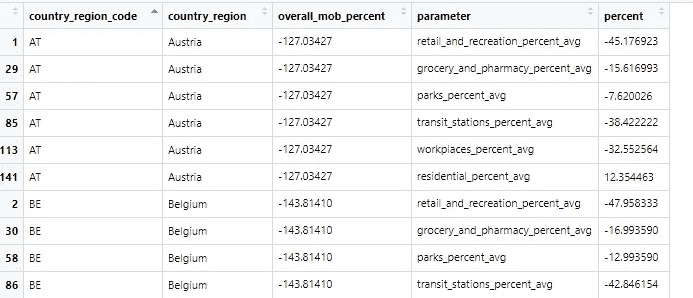 country_region_code country_region overall_mob_percent parameter percent
1 AT Austria -127.03427 retail_and_recreation_percent_avg -45.176923
29 AT Austria -127.03427 grocery_and_pharmacy_percent_avg -15.616993
57 AT Austria -127.03427 parks_percent_avg -7.620026
85 AT Austria -127.03427 transit_stations_percent_avg -38.422222
113 AT Austria -127.03427 workplaces_percent_avg -32.552564
141 AT Austria -127.03427 residential_percent_avg 12.354463
2 BE Belgium -143.81410 retail_and_recreation_percent_avg -47.958333
30 BE Belgium -143.81410 grocery_and_pharmacy_percent_avg -16.993590
58 BE Belgium -143.81410 parks_percent_avg -12.993590
86 BE Belgium -143.81410 transit_stations_percent_avg -42.846154